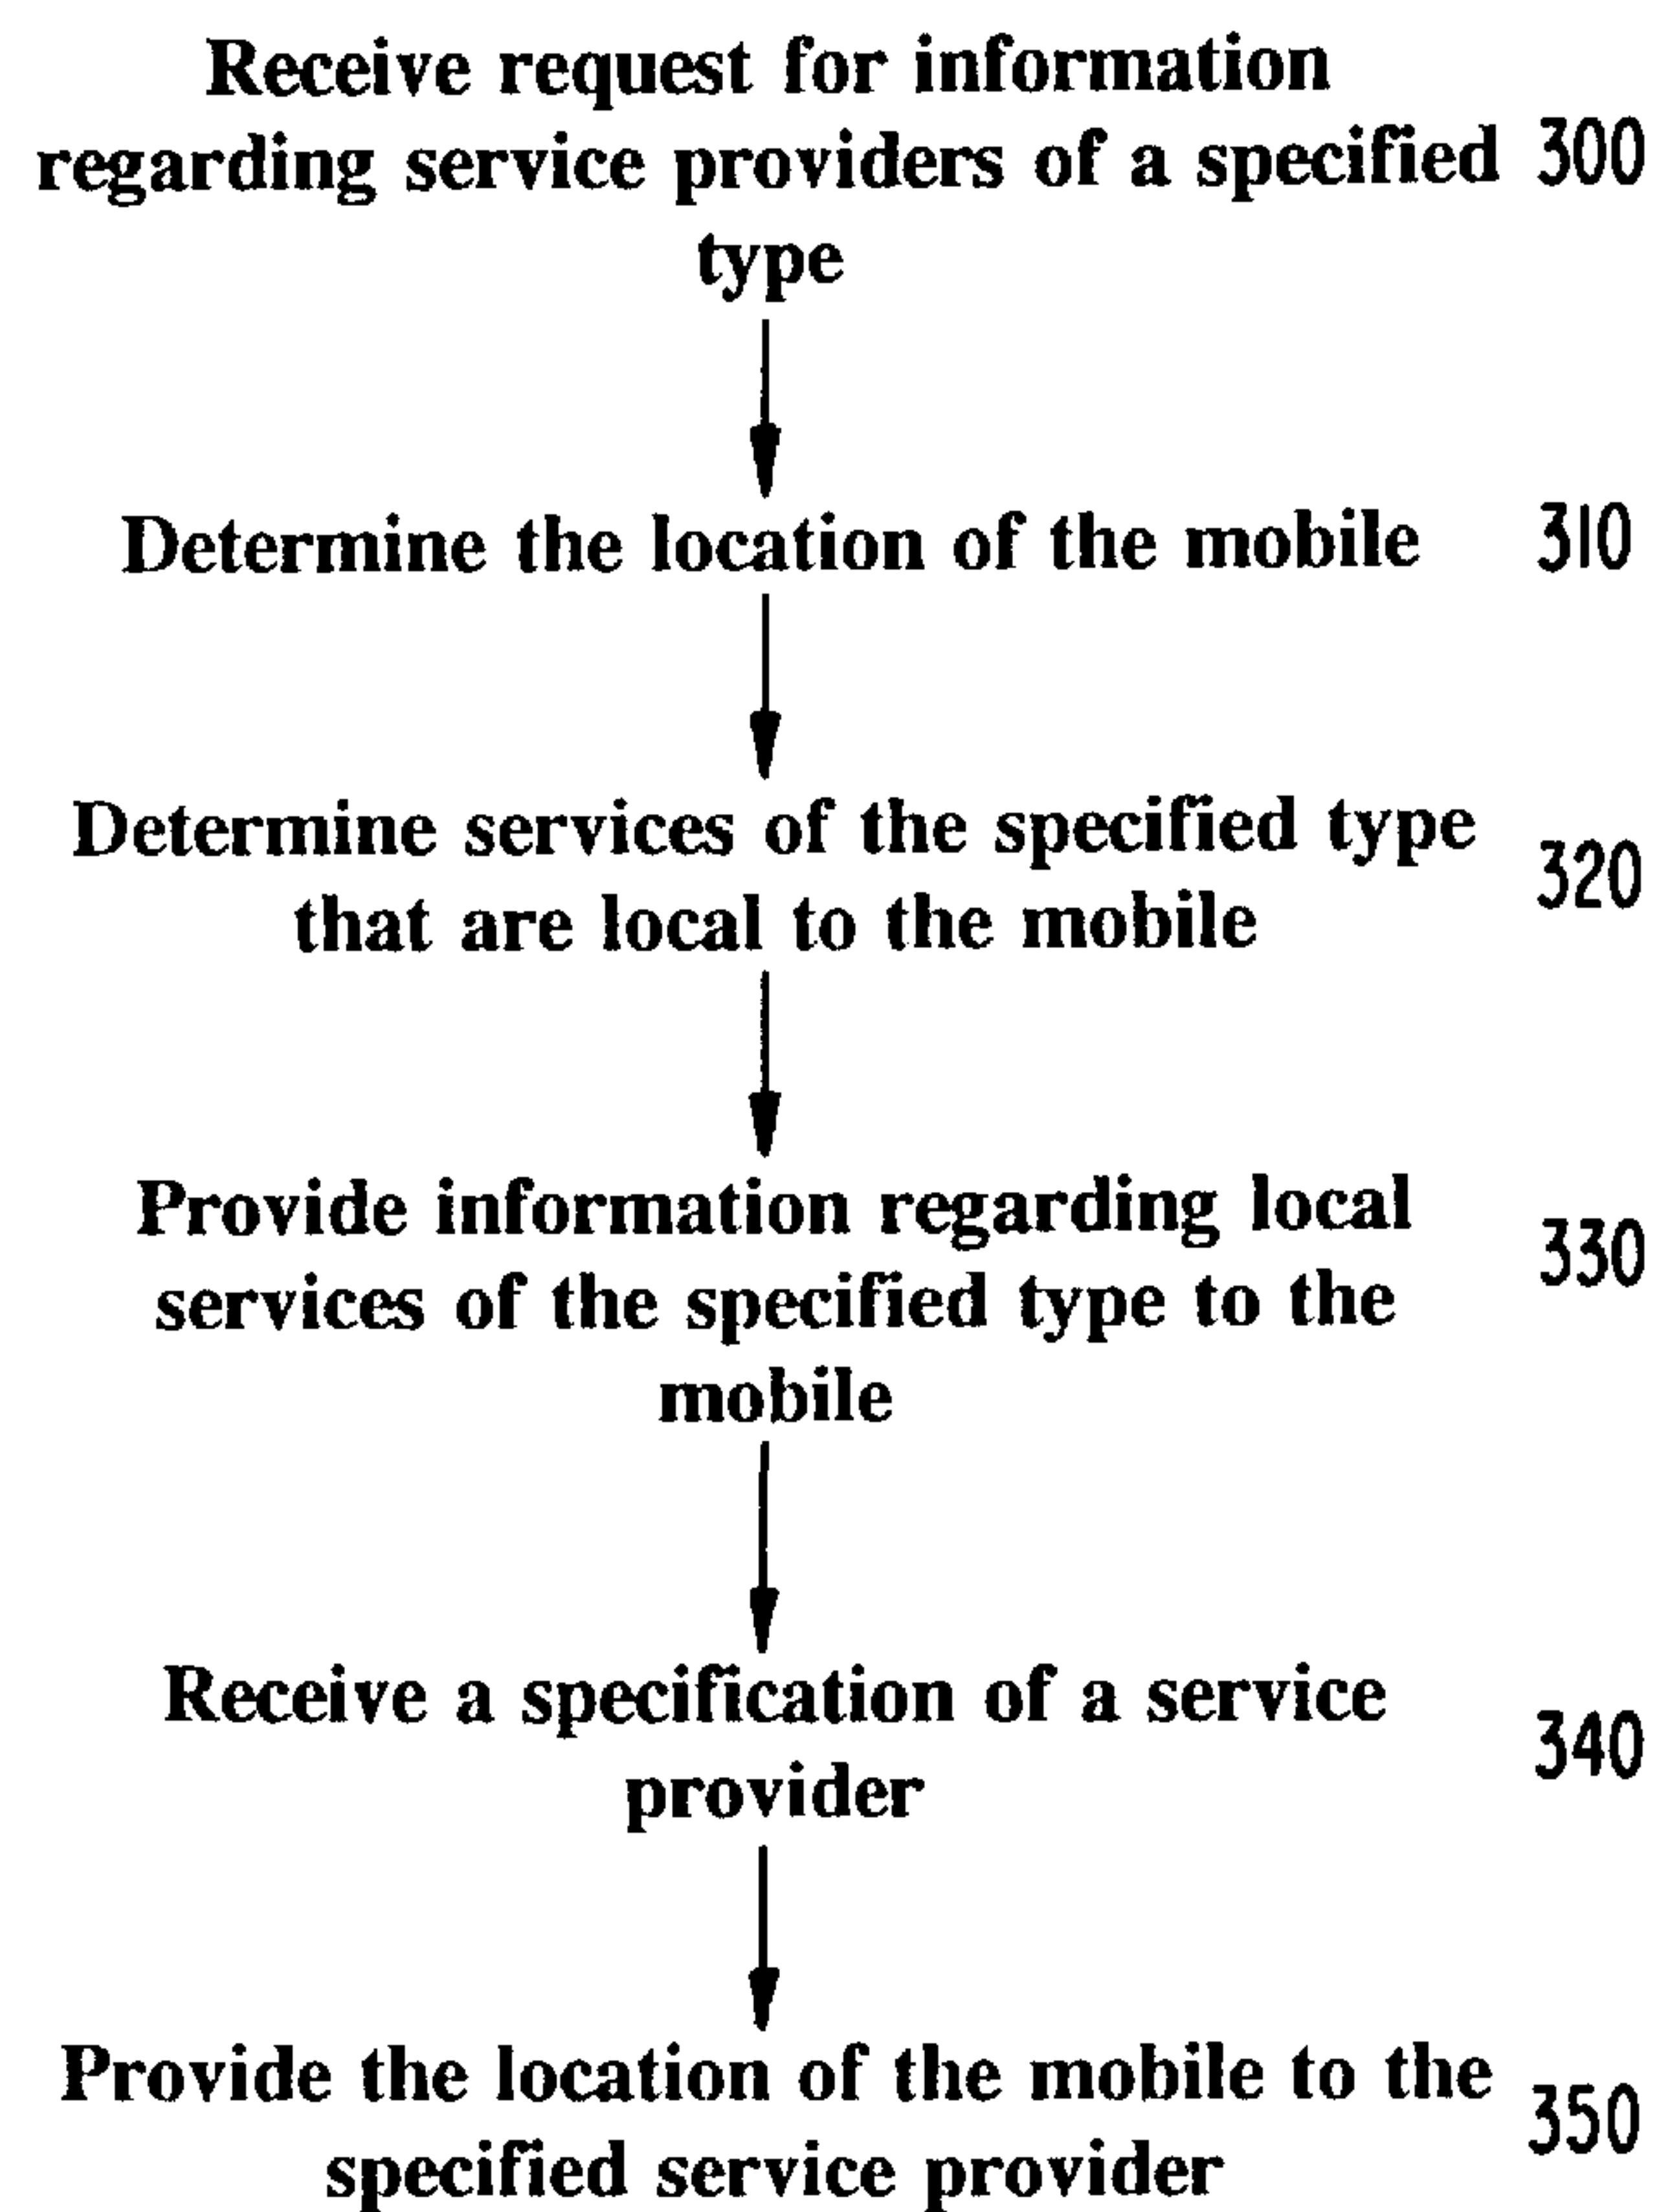 Receive request for information
regarding service providers of a specified 300
type
Determine the location of the mobile 310
Determine services of the specified type
320
that are local to the mobile
Provide information regarding local
330
services of the specified type to the
mobile
Receive a specification of a service
340
provider
Provide the location of the mobile to the
350
specified service provider